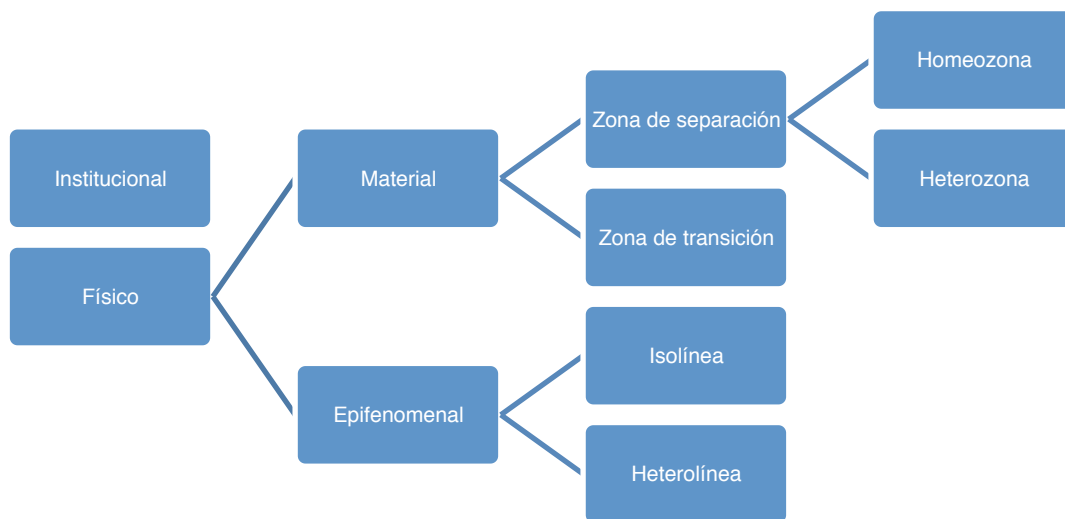 Institucional
Físico
Material
Epifenomenal
Zona de separación
Zona de transición
Isolínea
Heterolínea
Homeozona
Heterozona